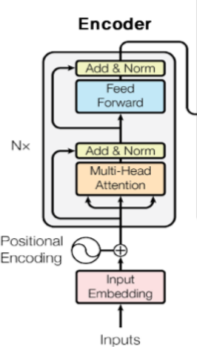 Encoder
Add & Norm
Feed
Forward
N×
Add & Norm
Multi-Head
Attention
Positional
Encoding
Input
Embedding
Inputs